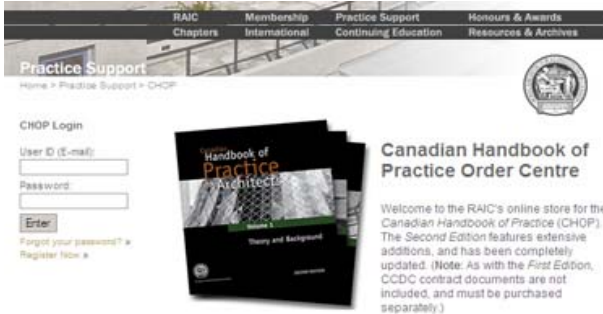 RAIC Membership Practice Support Honours & Awards
Chapters International Continuing Education Resources & Archives
Practice Support
Home > Practice Support > CHOP
CHOP Login
User ID (E-mail):
Password:
Enter
Forgot your password? »
Register Now »
Canadian
Handbook of
Practice
Architects
Volume 1
Theory and Background
SECOND EDITION
Canadian Handbook of
Practice Order Centre
Welcome to the RAIC's online store for the
Canadian Handbook of Practice (CHOP).
The Second Edition features extensive
additions, and has been completely
updated. (Note: As with the First Edition,
CCDC contract documents are not
included, and must be purchased
separately.)